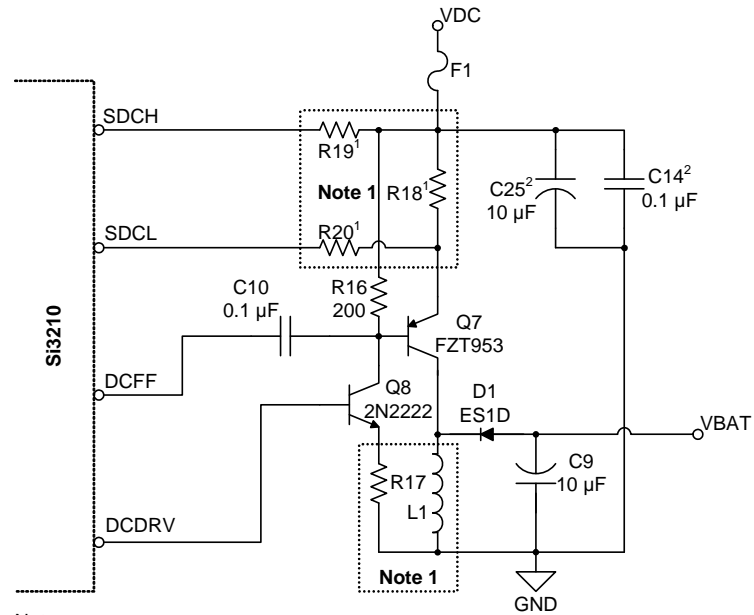 VDC
F1
SDCH
R19¹
Note 1
R18¹
C25²
10 µF
C14²
0.1 µF
SDCL
R20¹
C10
0.1 µF
R16
200
Q7
FZT953
Si3210
DCFF
Q8
2N2222
D1
ES1D
VBAT
R17
L1
C9
10 µF
DCDRV
Note 1
GND